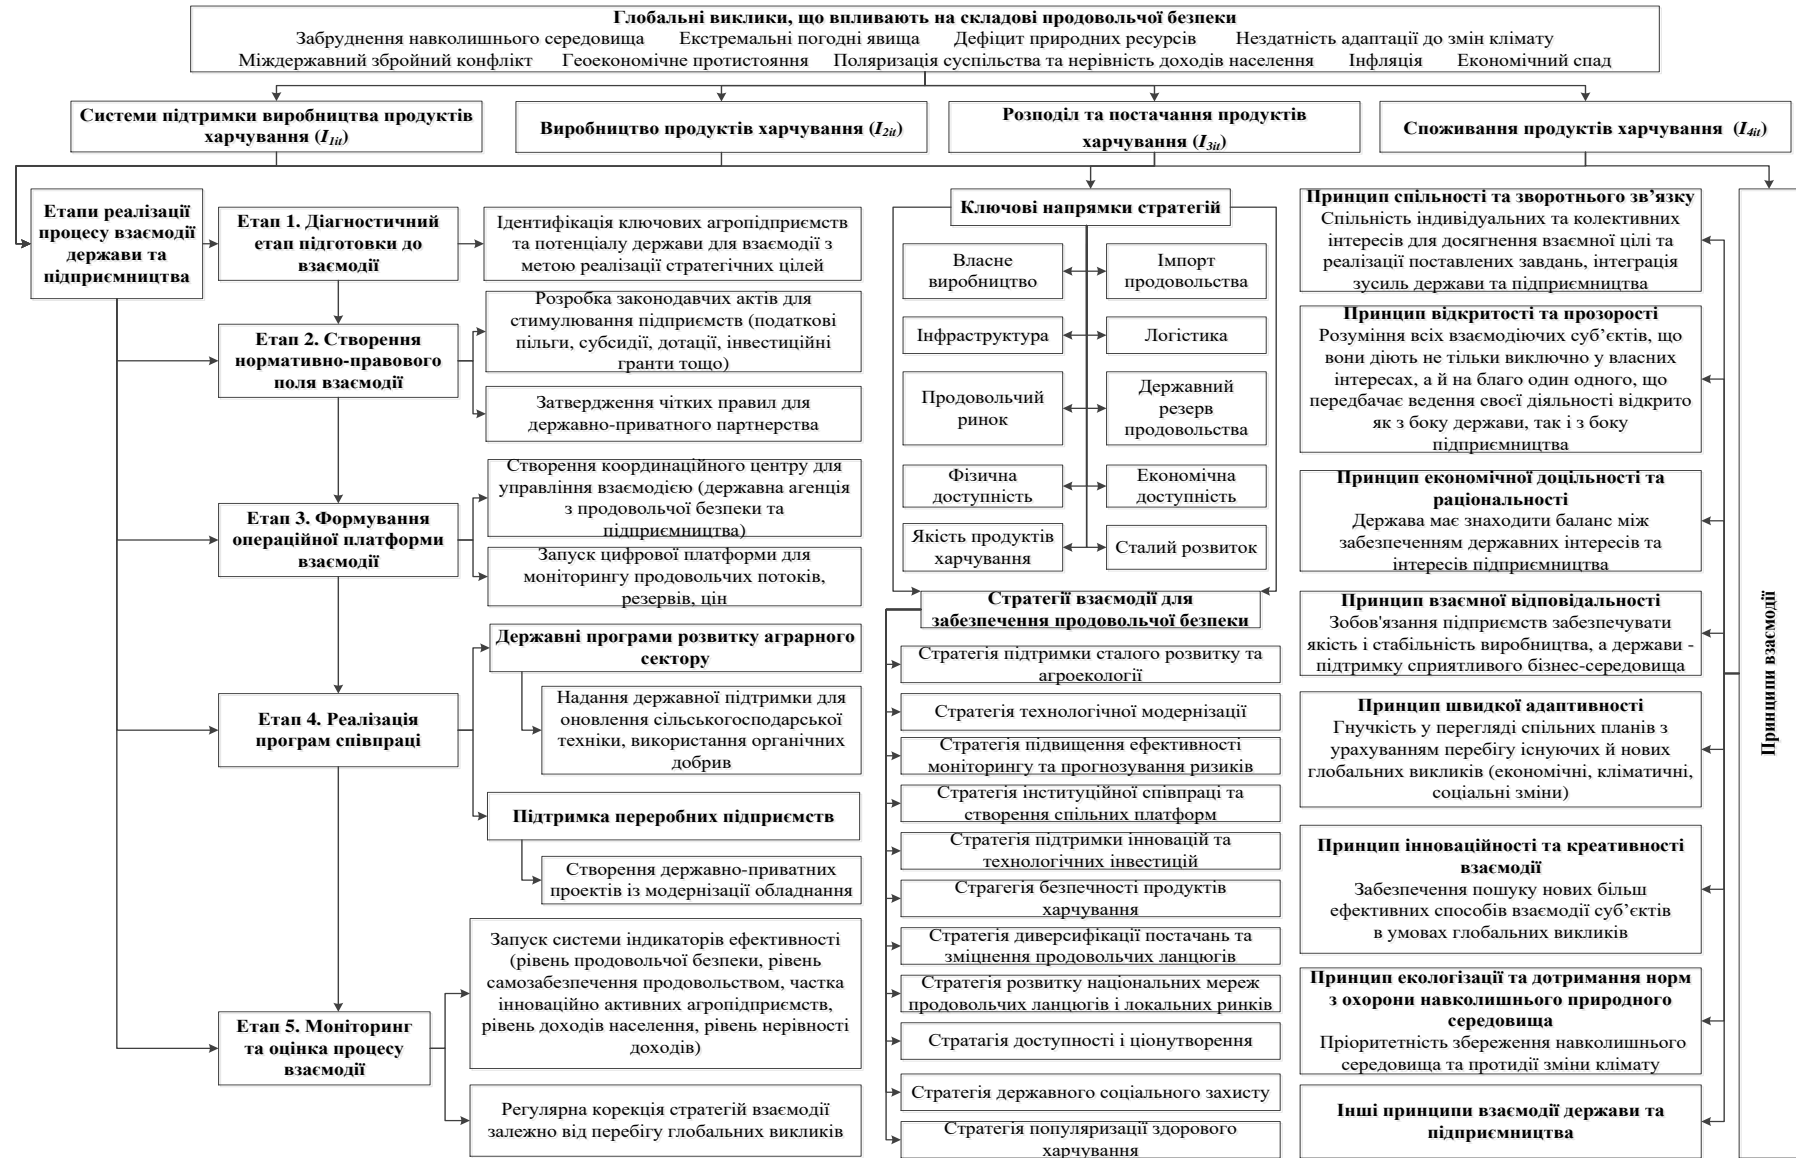 Глобальні виклики, що впливають на складові продовольчої безпеки
Забруднення навколишнього середовища Екстремальні погодні явища Дефіцит природних ресурсів Нездатність адаптації до змін клімату
Міждержавний збройний конфлікт Геоекономічне протистояння Поляризація суспільства та нерівність доходів населення Інфляція Економічний спад
Системи підтримки виробництва продуктів
харчування (I1it)
Виробництво продуктів харчування (I2it)
Розподіл та постачання продуктів
харчування (I3it)
Споживання продуктів харчування (I4it)
Етапи реалізації
процесу взаємодії
держави та
підприємництва
Етап 1. Діагностичний
етап підготовки до
взаємодії
Ідентифікація ключових агропідприємств
та потенціалу держави для взаємодії з
метою реалізації стратегічних цілей
Етап 2. Створення
нормативно-правового
поля взаємодії
Розробка законодавчих актів для
стимулювання підприємств (податкові
пільги, субсидії, дотації, інвестиційні
гранти тощо)
Затвердження чітких правил для
державно-приватного партнерства
Етап 3. Формування
операційної платформи
взаємодії
Створення координаційного центру для
управління взаємодією (державна агенція
з продовольчої безпеки та
підприємництва)
Запуск цифрової платформи для
моніторингу продовольчих потоків,
резервів, цін
Етап 4. Реалізація
програм співпраці
Державні програми розвитку аграрного
сектору
Надання державної підтримки для
оновлення сільськогосподарської
техніки, використання органічних
добрив
Підтримка переробних підприємств
Створення державно-приватних
проектів із модернізації обладнання
Етап 5. Моніторинг
та оцінка процесу
взаємодії
Запуск системи індикаторів ефективності
(рівень продовольчої безпеки, рівень
самозабезпечення продовольством, частка
інноваційно активних агропідприємств,
рівень доходів населення, рівень нерівності
доходів)
Регулярна корекція стратегій взаємодії
залежно від перебігу глобальних викликів
Ключові напрямки стратегій
Власне
виробництво
Імпорт
продовольства
Інфраструктура
Логістика
Продовольчий
ринок
Державний
резерв
продовольства
Фізична
доступність
Економічна
доступність
Якість продуктів
харчування
Сталий розвиток
Стратегії взаємодії для
забезпечення продовольчої безпеки
Стратегія підтримки сталого розвитку та
агроекології
Стратегія технологічної модернізації
Стратегія підвищення ефективності
моніторингу та прогнозування ризиків
Стратегія інституційної співпраці та
створення спільних платформ
Стратегія підтримки інновацій та
технологічних інвестицій
Страгегія безпечності продуктів
харчування
Стратегія диверсифікації постачань та
зміцнення продовольчих ланцюгів
Стратегія розвитку національних мереж
продовольчих ланцюгів і локальних ринків
Стратагія доступності і ціонутворення
Стратегія державного соціального захисту
Стратегія популяризації здорового
харчування
Принцип спільності та зворотнього зв’язку
Спільність індивідуальних та колективних
інтересів для досягнення взаємної цілі та
реалізації поставлених завдань, інтеграція
зусиль держави та підприємництва
Принцип відкритості та прозорості
Розуміння всіх взаємодіючих суб’єктів, що
вони діють не тільки виключно у власних
інтересах, а й на благо один одного, що
передбачає ведення своєї діяльності відкрито
як з боку держави, так і з боку
підприємництва
Принцип економічної доцільності та
раціональності
Держава має знаходити баланс між
забезпеченням державних інтересів та
інтересів підприємництва
Принцип взаємної відповідальності
Зобов'язання підприємств забезпечувати
якість і стабільність виробництва, а держави -
підтримку сприятливого бізнес-середовища
Принцип швидкої адаптивності
Гнучкість у перегляді спільних планів з
урахуванням перебігу існуючих й нових
глобальних викликів (економічні, кліматичні,
соціальні зміни)
Принцип інноваційності та креативності
взаємодії
Забезпечення пошуку нових більш
ефективних способів взаємодії суб’єктів
в умовах глобальних викликів
Принцип екологізації та дотримання норм
з охорони навколишнього природного
середовища
Пріоритетність збереження навколишнього
середовища та протидії зміни клімату
Інші принципи взаємодії держави та
підприємництва
Принципи взаємодії